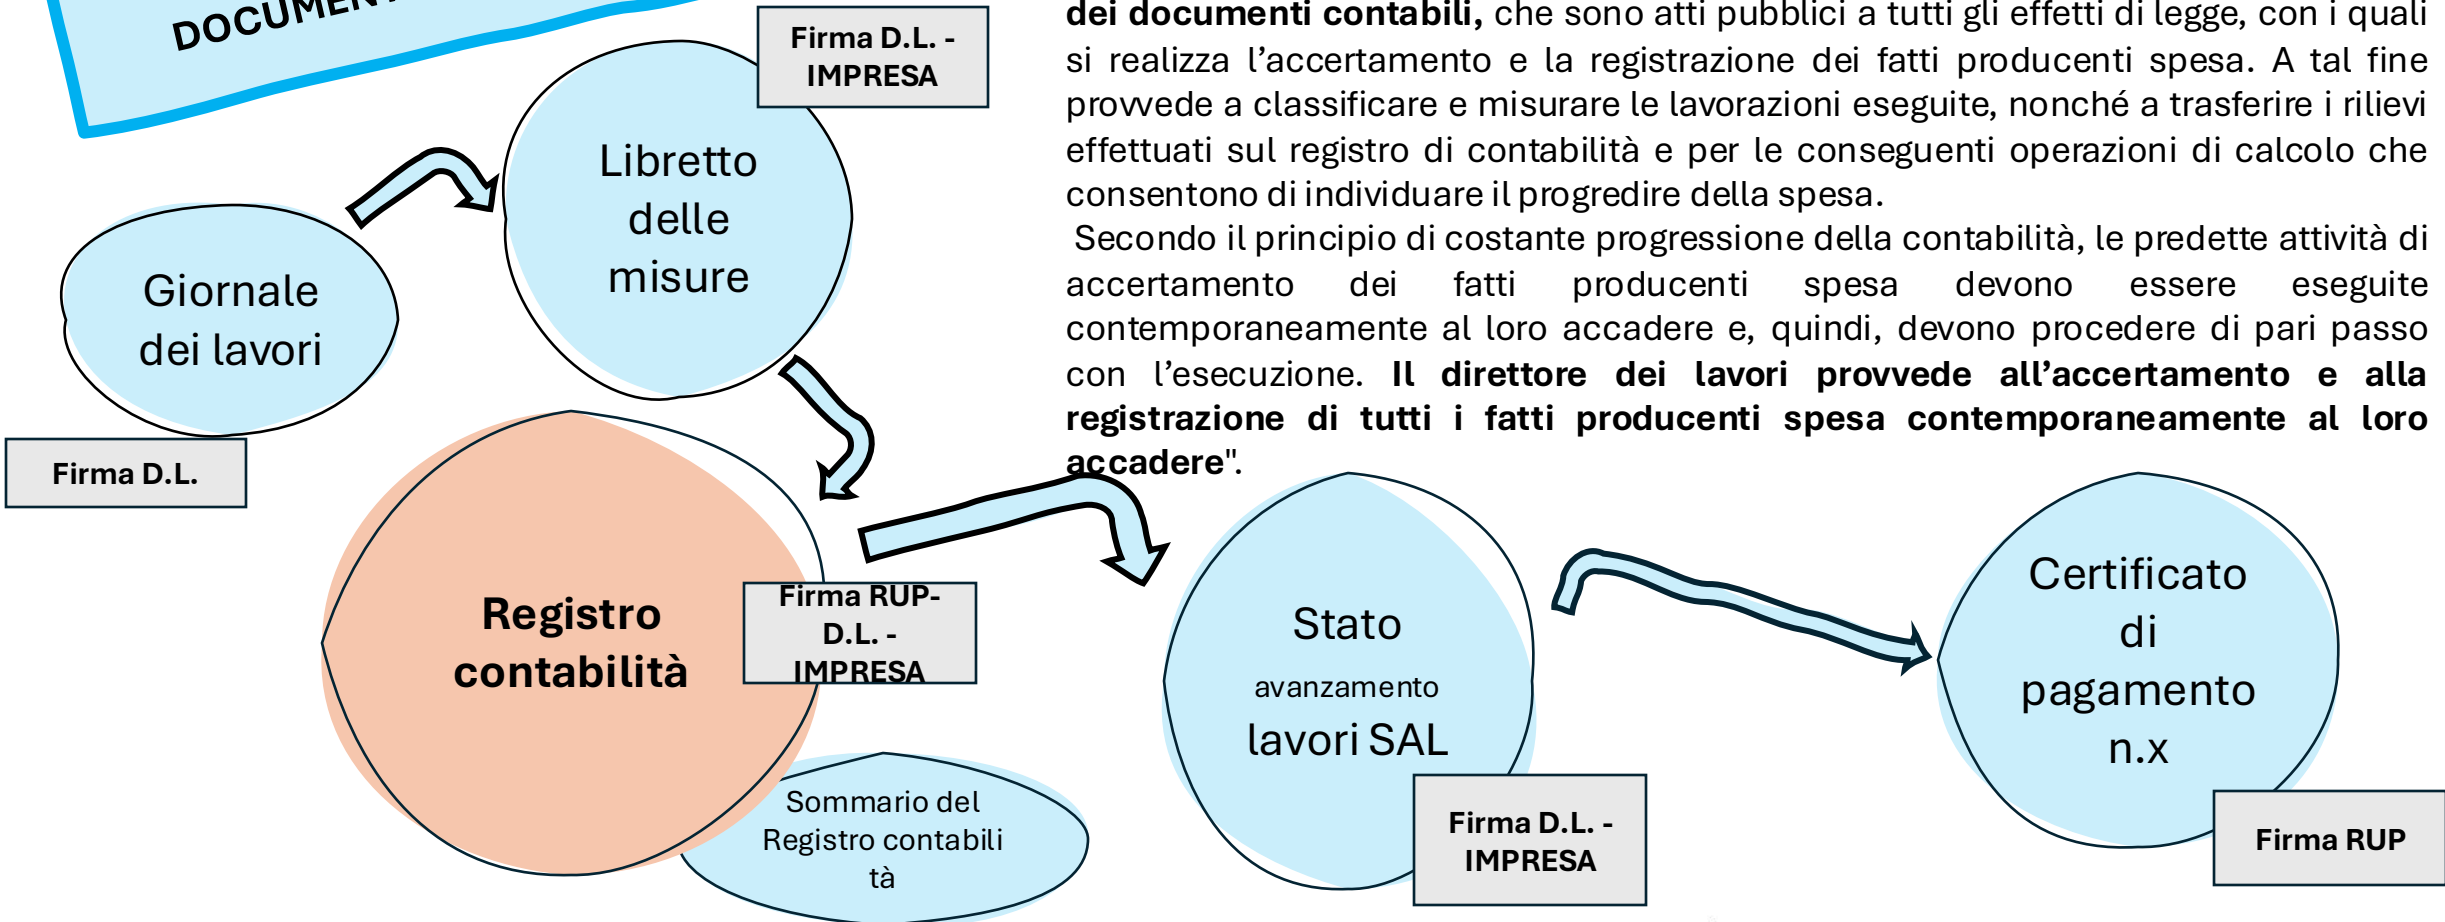 dei documenti contabili, che sono atti pubblici a tutti gli effetti di legge, con i quali
si realizza l’accertamento e la registrazione dei fatti producenti spesa. A tal fine
provvede a classificare e misurare le lavorazioni eseguite, nonché a trasferire i rilievi
effettuati sul registro di contabilità e per le conseguenti operazioni di calcolo che
consentono di individuare il progredire della spesa.
Secondo il principio di costante progressione della contabilità, le predette attività di
accertamento dei fatti producenti spesa devono essere eseguite
contemporaneamente al loro accadere e, quindi, devono procedere di pari passo
con l’esecuzione. Il direttore dei lavori provvede all’accertamento e alla
registrazione di tutti i fatti producenti spesa contemporaneamente al loro
accadere".
Giornale
dei lavori
Firma D.L.
Libretto
delle
misure
Firma D.L. -
IMPRESA
Registro
contabilità
Firma RUP-
D.L. -
IMPRESA
Sommario del
Registro contabili
tà
Stato
avanzamento
lavori SAL
Firma D.L. -
IMPRESA
Certificato
di
pagamento
n.x
Firma RUP